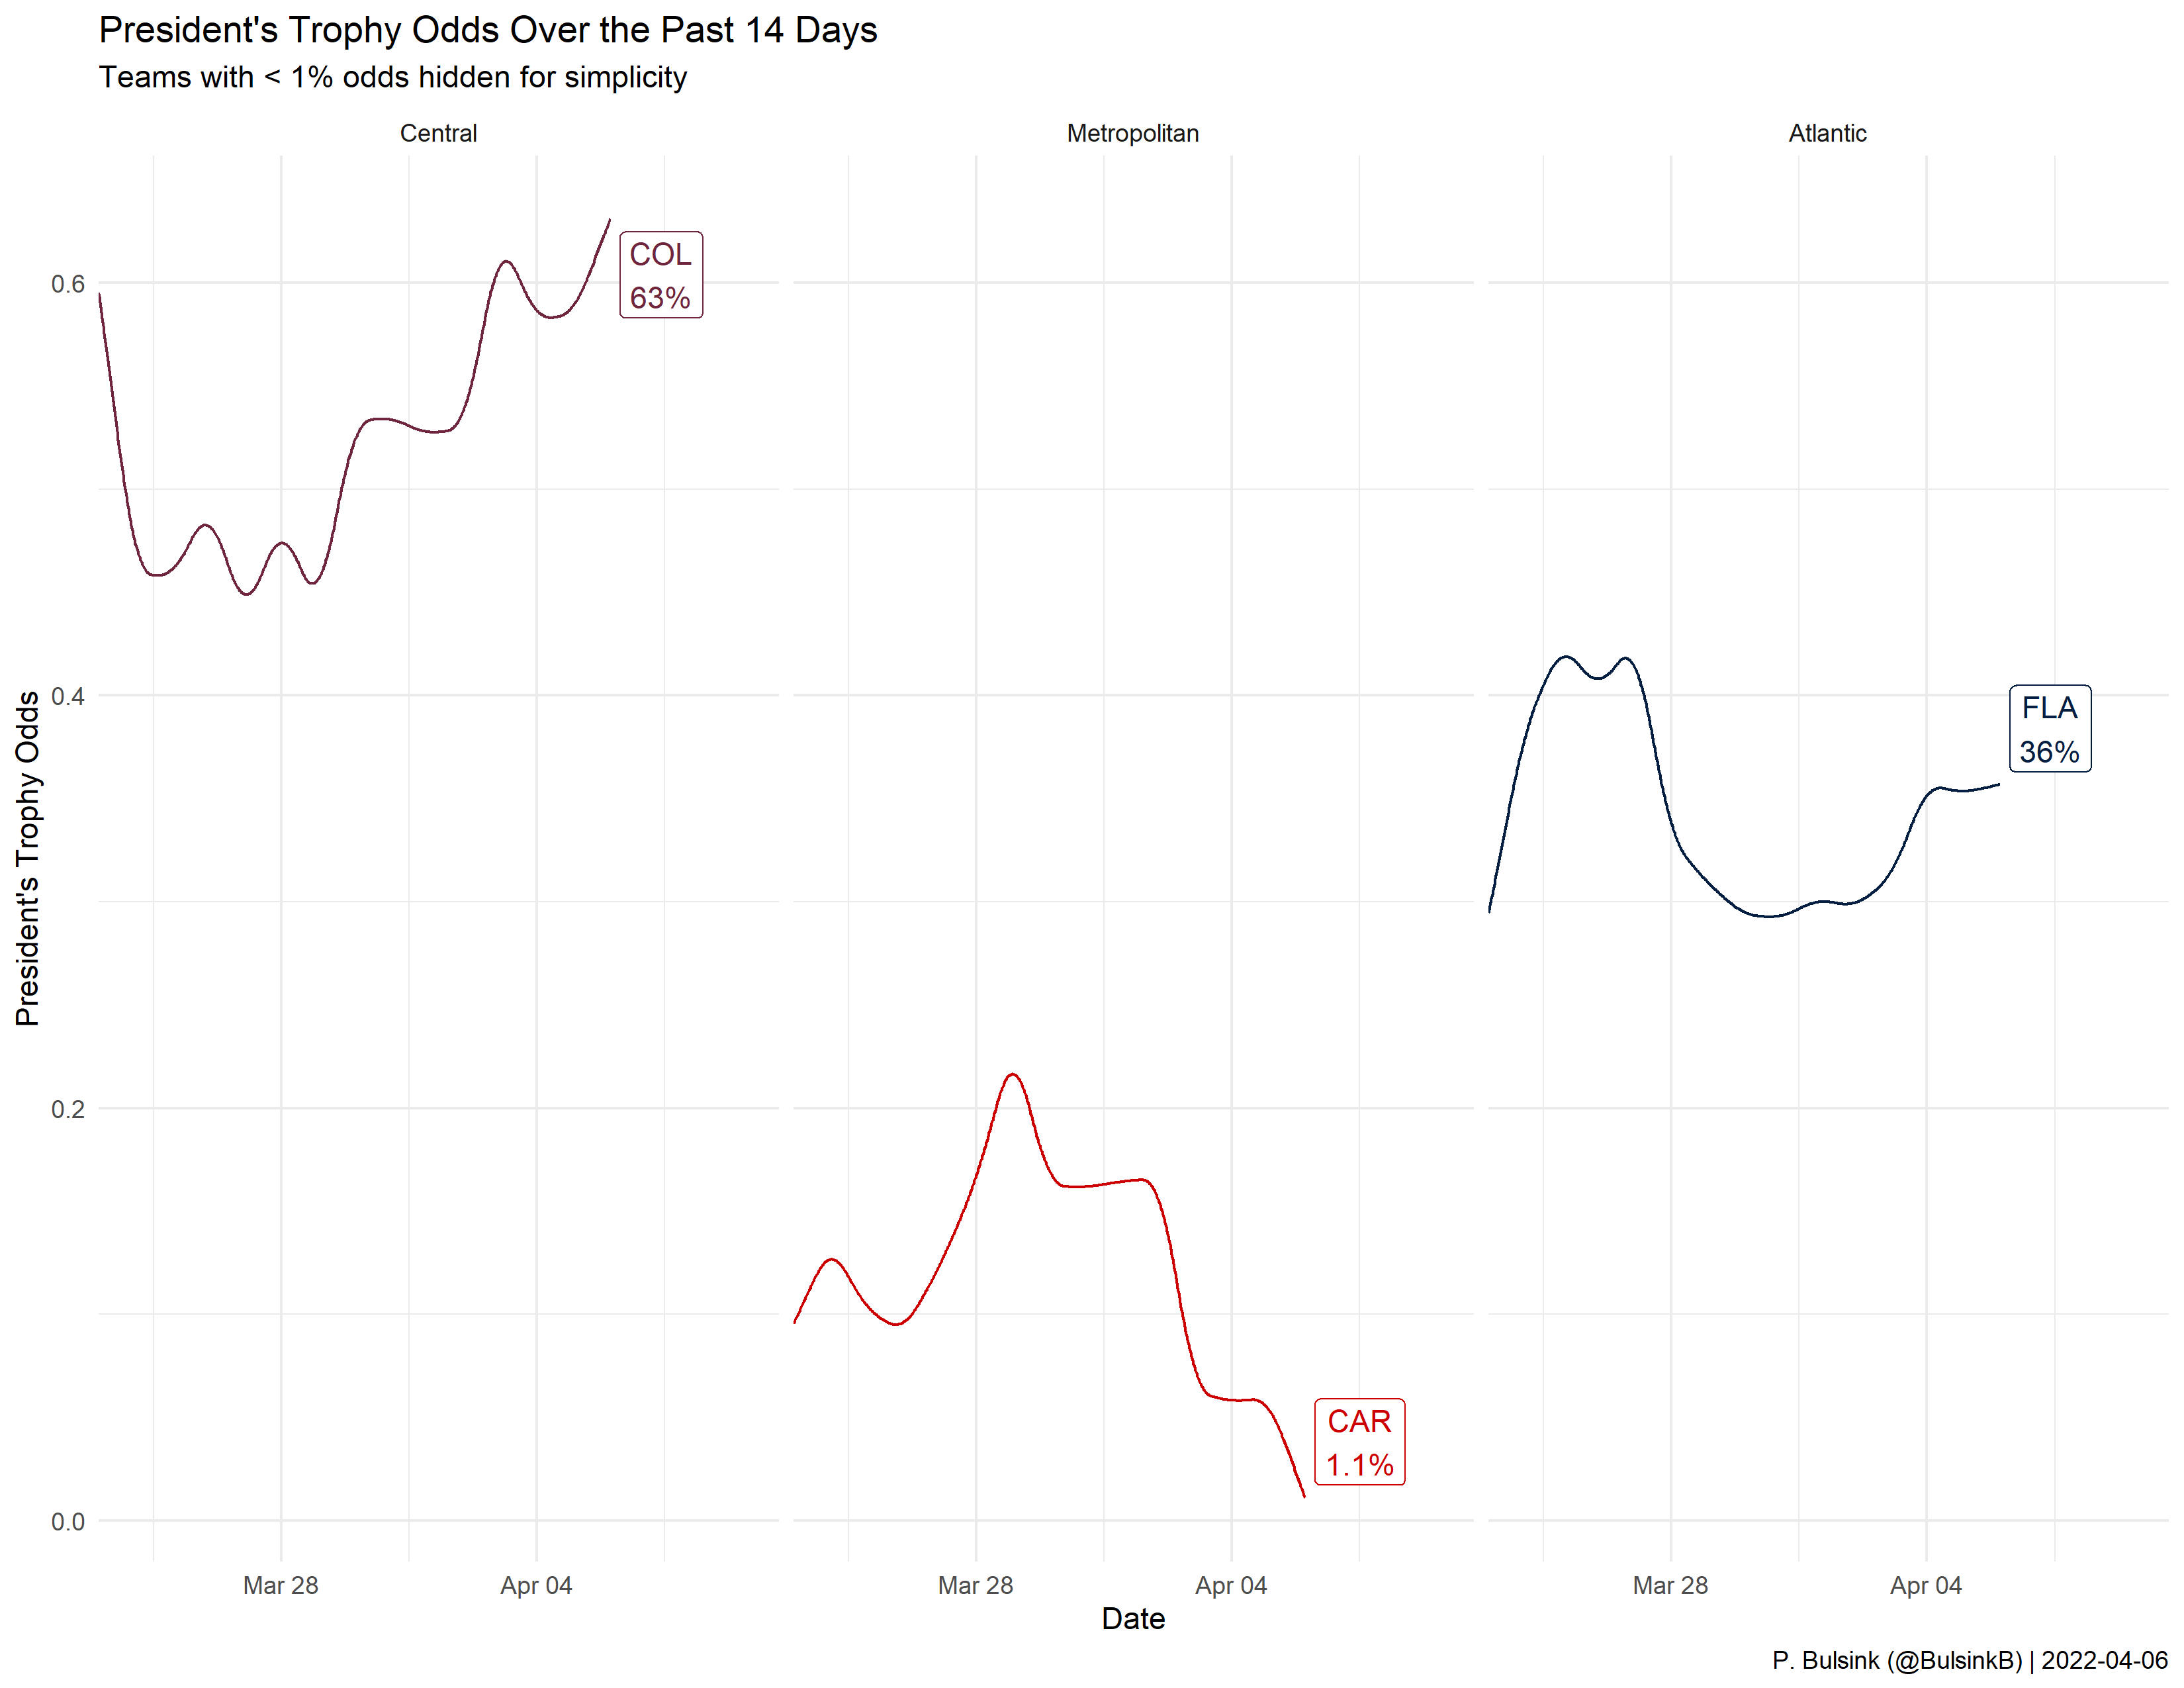 President's Trophy Odds Over the Past 14 Days
Teams with < 1% odds hidden for simplicity
Central
Metropolitan
Atlantic
President's Trophy Odds
0.6
0.4
0.2
0.0
COL
63%
CAR
1.1%
FLA
36%
Mar 28
Apr 04
Mar 28
Apr 04
Mar 28
Apr 04
Date
P. Bulsink (@BulsinkB) | 2022-04-06